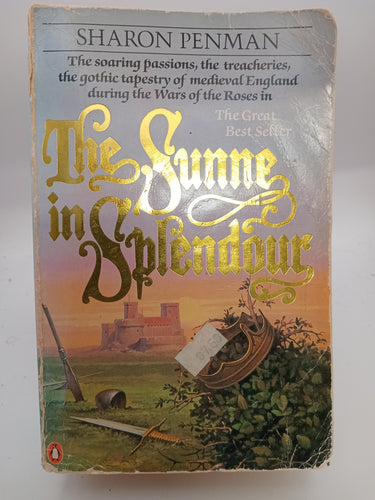 SHARON PENMAN
The soaring passions, the treacheries,
the gothic tapestry of medieval England
during the Wars of the Roses in
The Great
Best Seller
The Sunne
in Splendour